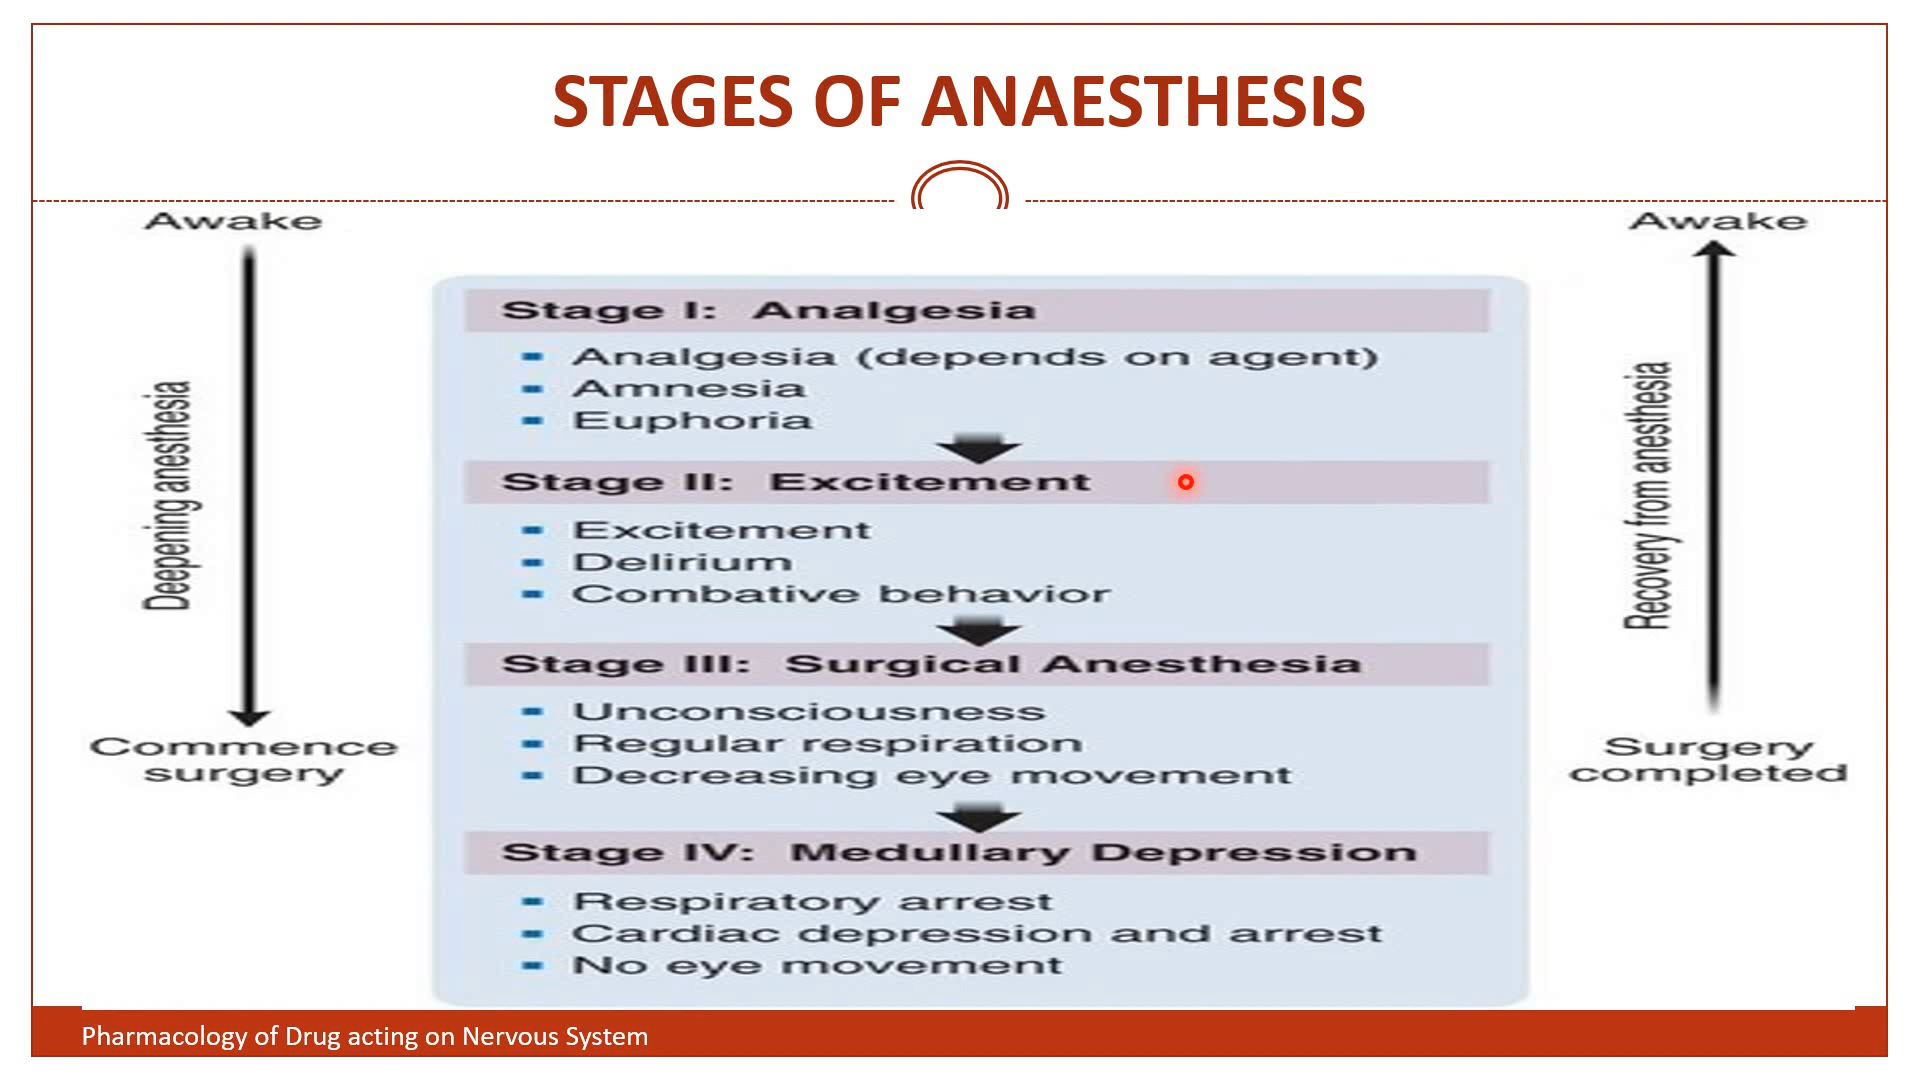 STAGES OF ANAESTHESIS
Awake
Awake
Deepening anesthesia
Recovery from anesthesia
Stage I: Analgesia
Analgesia (depends on agent)
Amnesia
Euphoria
Stage II: Excitement
Excitement
Delirium
Combative behavior
Stage III: Surgical Anesthesia
Unconsciousness
Regular respiration
Decreasing eye movement
Commence
surgery
Surgery
completed
Stage IV: Medullary Depression
Respiratory arrest
Cardiac depression and arrest
No eye movement
Pharmacology of Drug acting on Nervous System